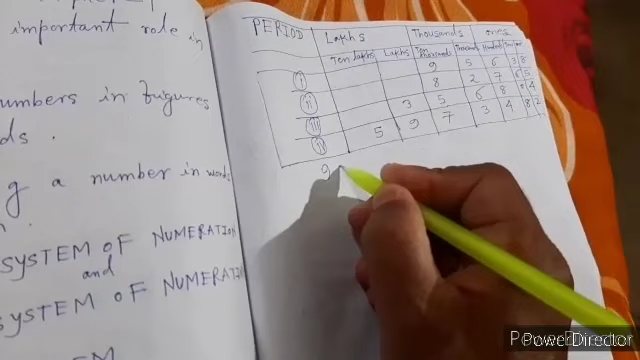 important role in
umbers in figures
ds.
g a number in words
SYSTEM OF NUMERATION
and
SYSTEM OF NUMERATION
EM
PERIOD Lakhs Thousands ones
Ten lakhs Lakhs Ten thousands Thousands Hundreds Tens
(i) 9 5 6 3 8
(ii) 8 2 7 6 5
(iii) 3 5 6 8 4
(iv) 5 9 7 3 4 8 2
9
PowerDirector